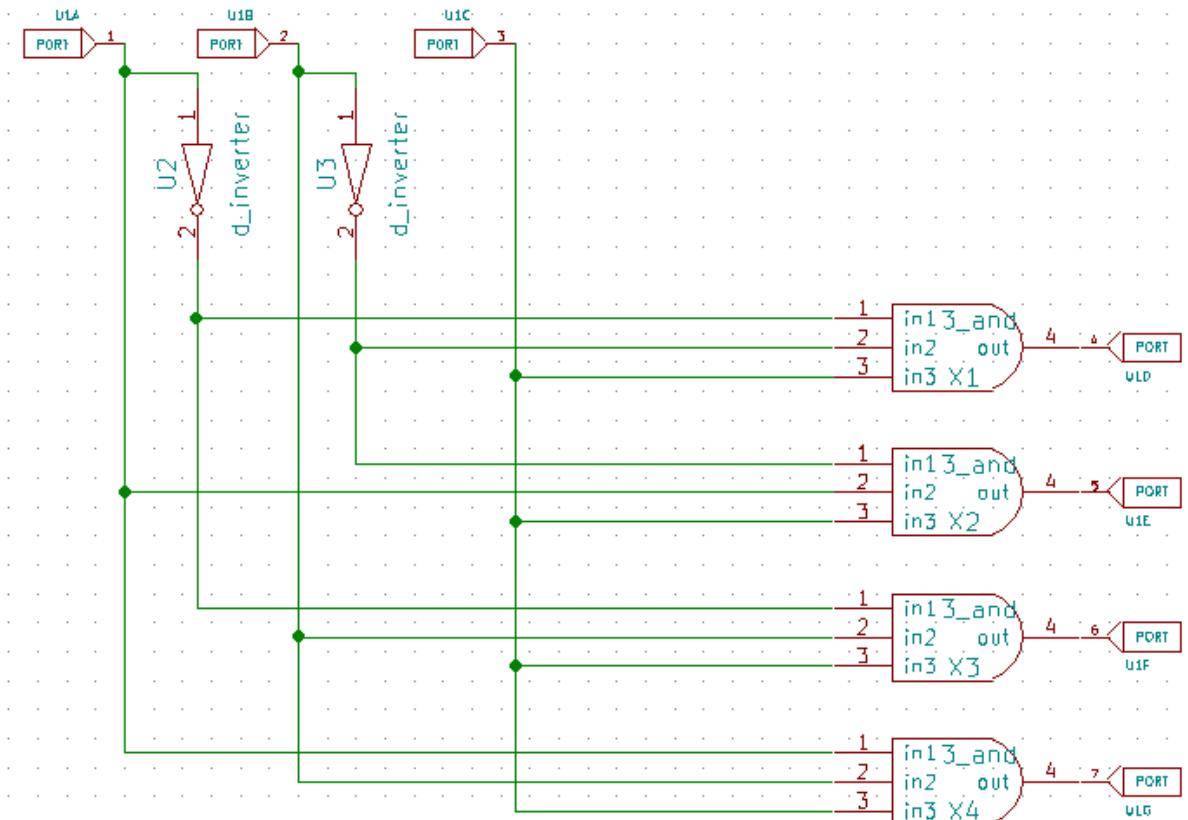 U1A U1B U1C
PORT 1 PORT 2 PORT 3
1 1
U2 d_inverter U3 d_inverter
2 2
1 in1 3_and
2 in2 out 4 4 PORT
3 in3 X1 U1D
1 in1 3_and
2 in2 out 4 5 PORT
3 in3 X2 U1E
1 in1 3_and
2 in2 out 4 6 PORT
3 in3 X3 U1F
1 in1 3_and
2 in2 out 4 7 PORT
3 in3 X4 U1G